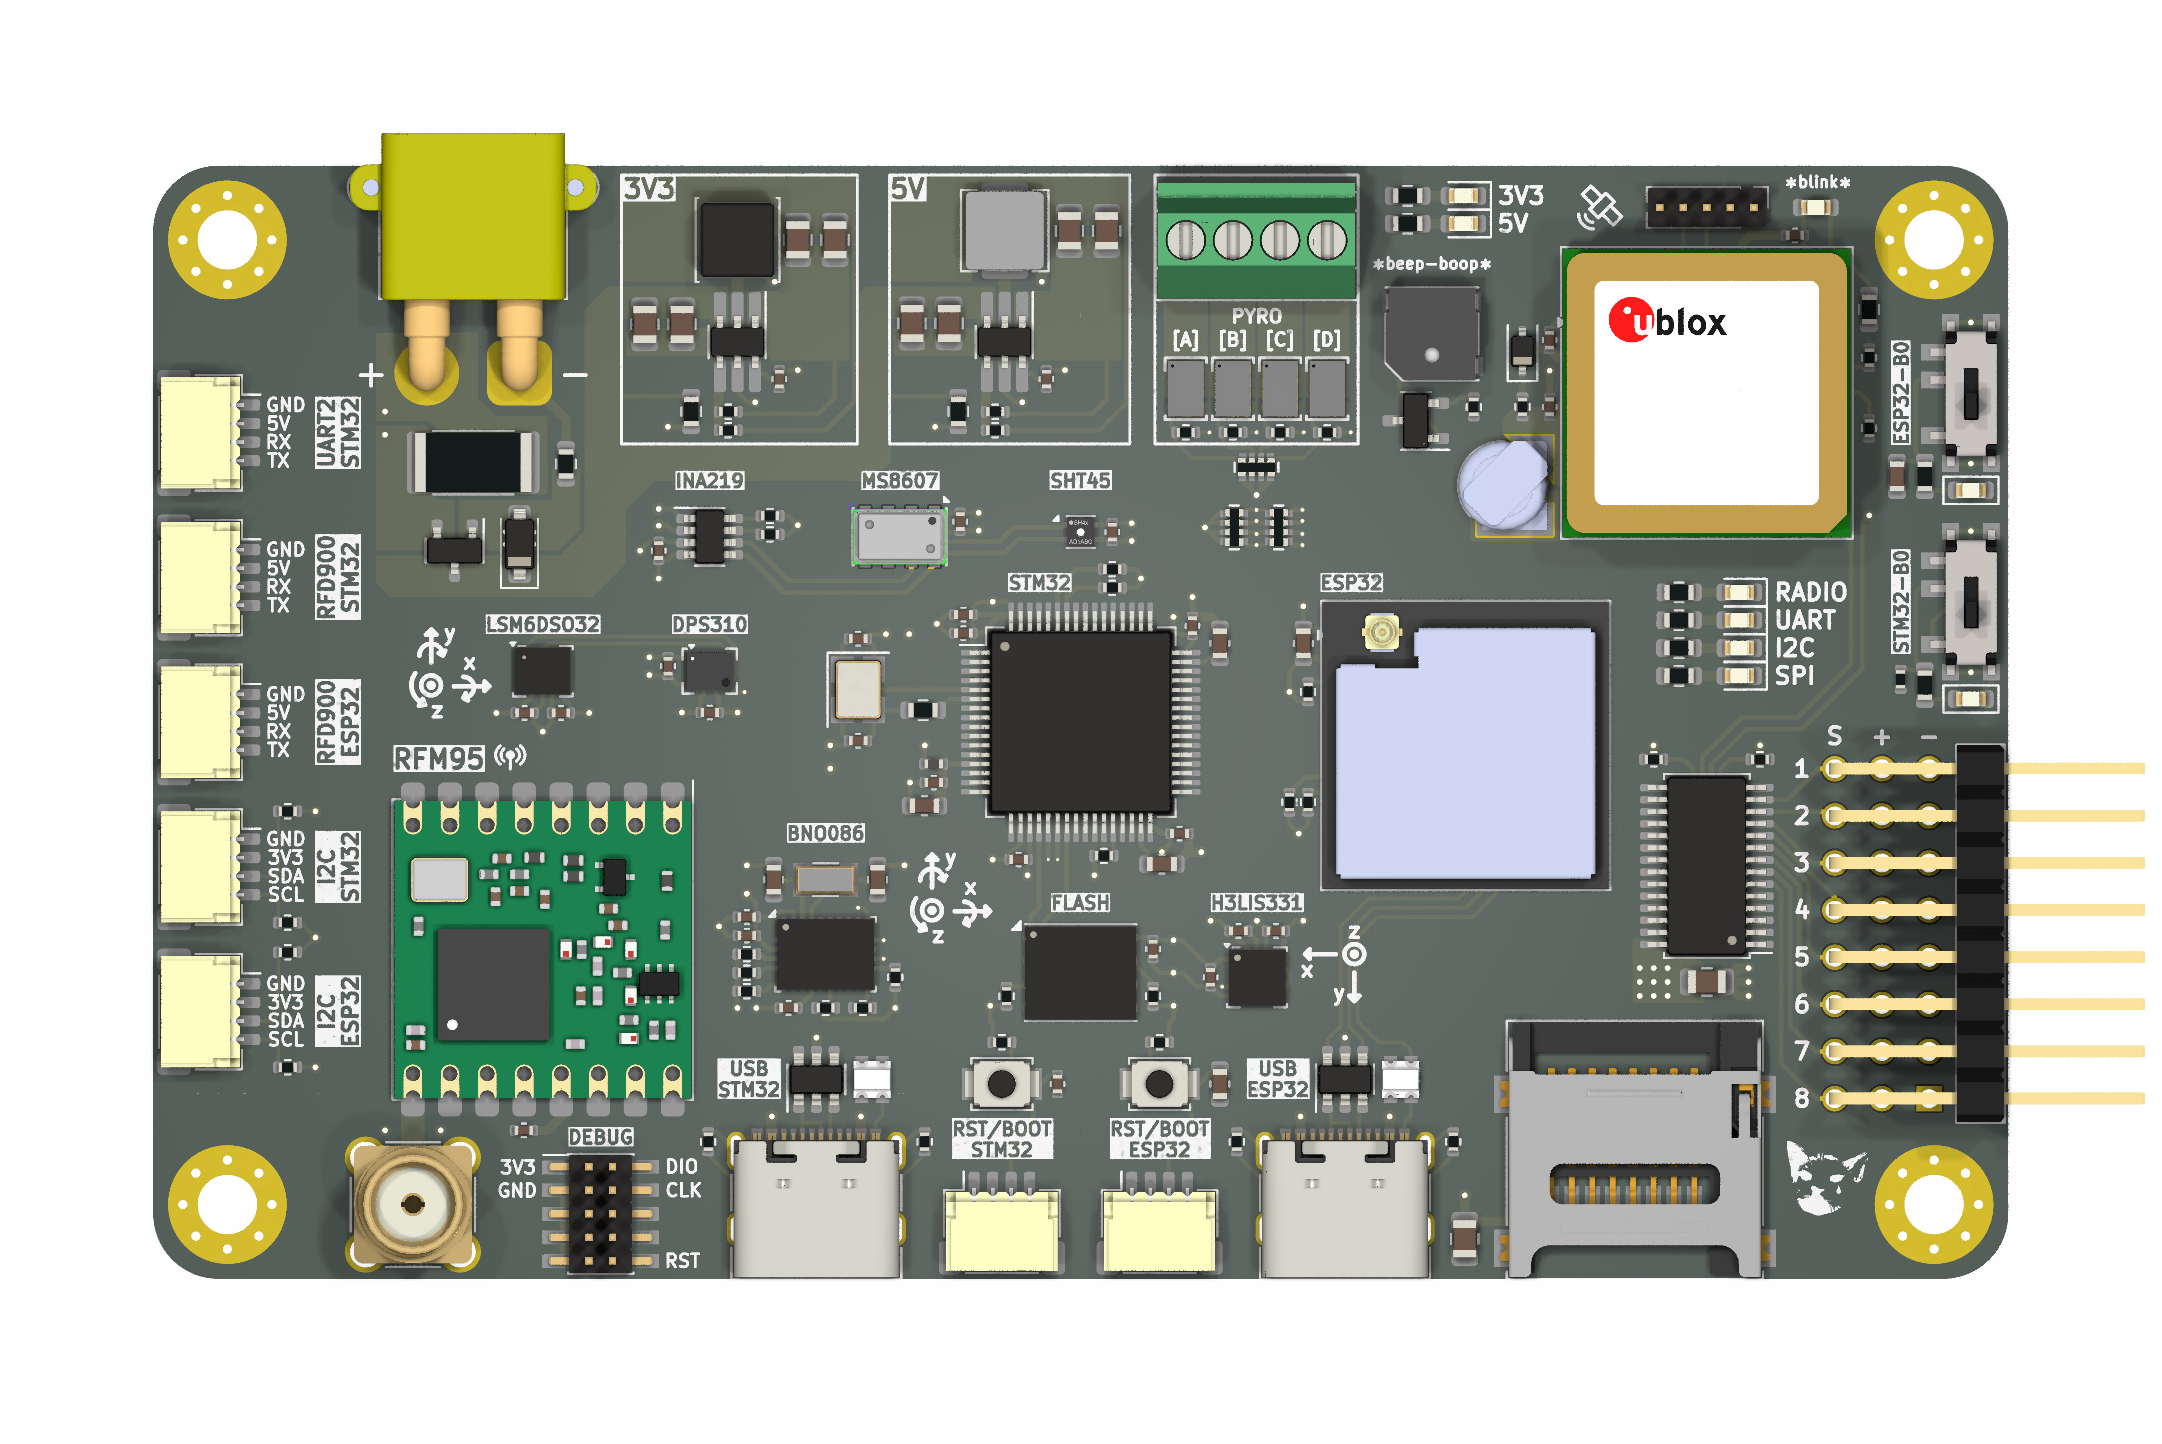 3V3
5V
PYRO
[A] [B] [C] [D]
3V3
5V
*beep-boop*
*blink*
ublox
ESP32-B0
STM32-B0
+ −
GND
5V
RX
TX
UART2
STM32
GND
5V
RX
TX
RFD900
STM32
GND
5V
RX
TX
RFD900
ESP32
GND
3V3
SDA
SCL
I2C
STM32
GND
3V3
SDA
SCL
I2C
ESP32
INA219
MS8607
SHT45
LSM6DSO32
DPS310
STM32
ESP32
y
x
z
RADIO
UART
I2C
SPI
RFM95
BNO086
y
x
z
FLASH
H3LIS331
z
x
y
S + −
1
2
3
4
5
6
7
8
USB
STM32
RST/BOOT
STM32
RST/BOOT
ESP32
USB
ESP32
DEBUG
3V3
GND
DIO
CLK
RST